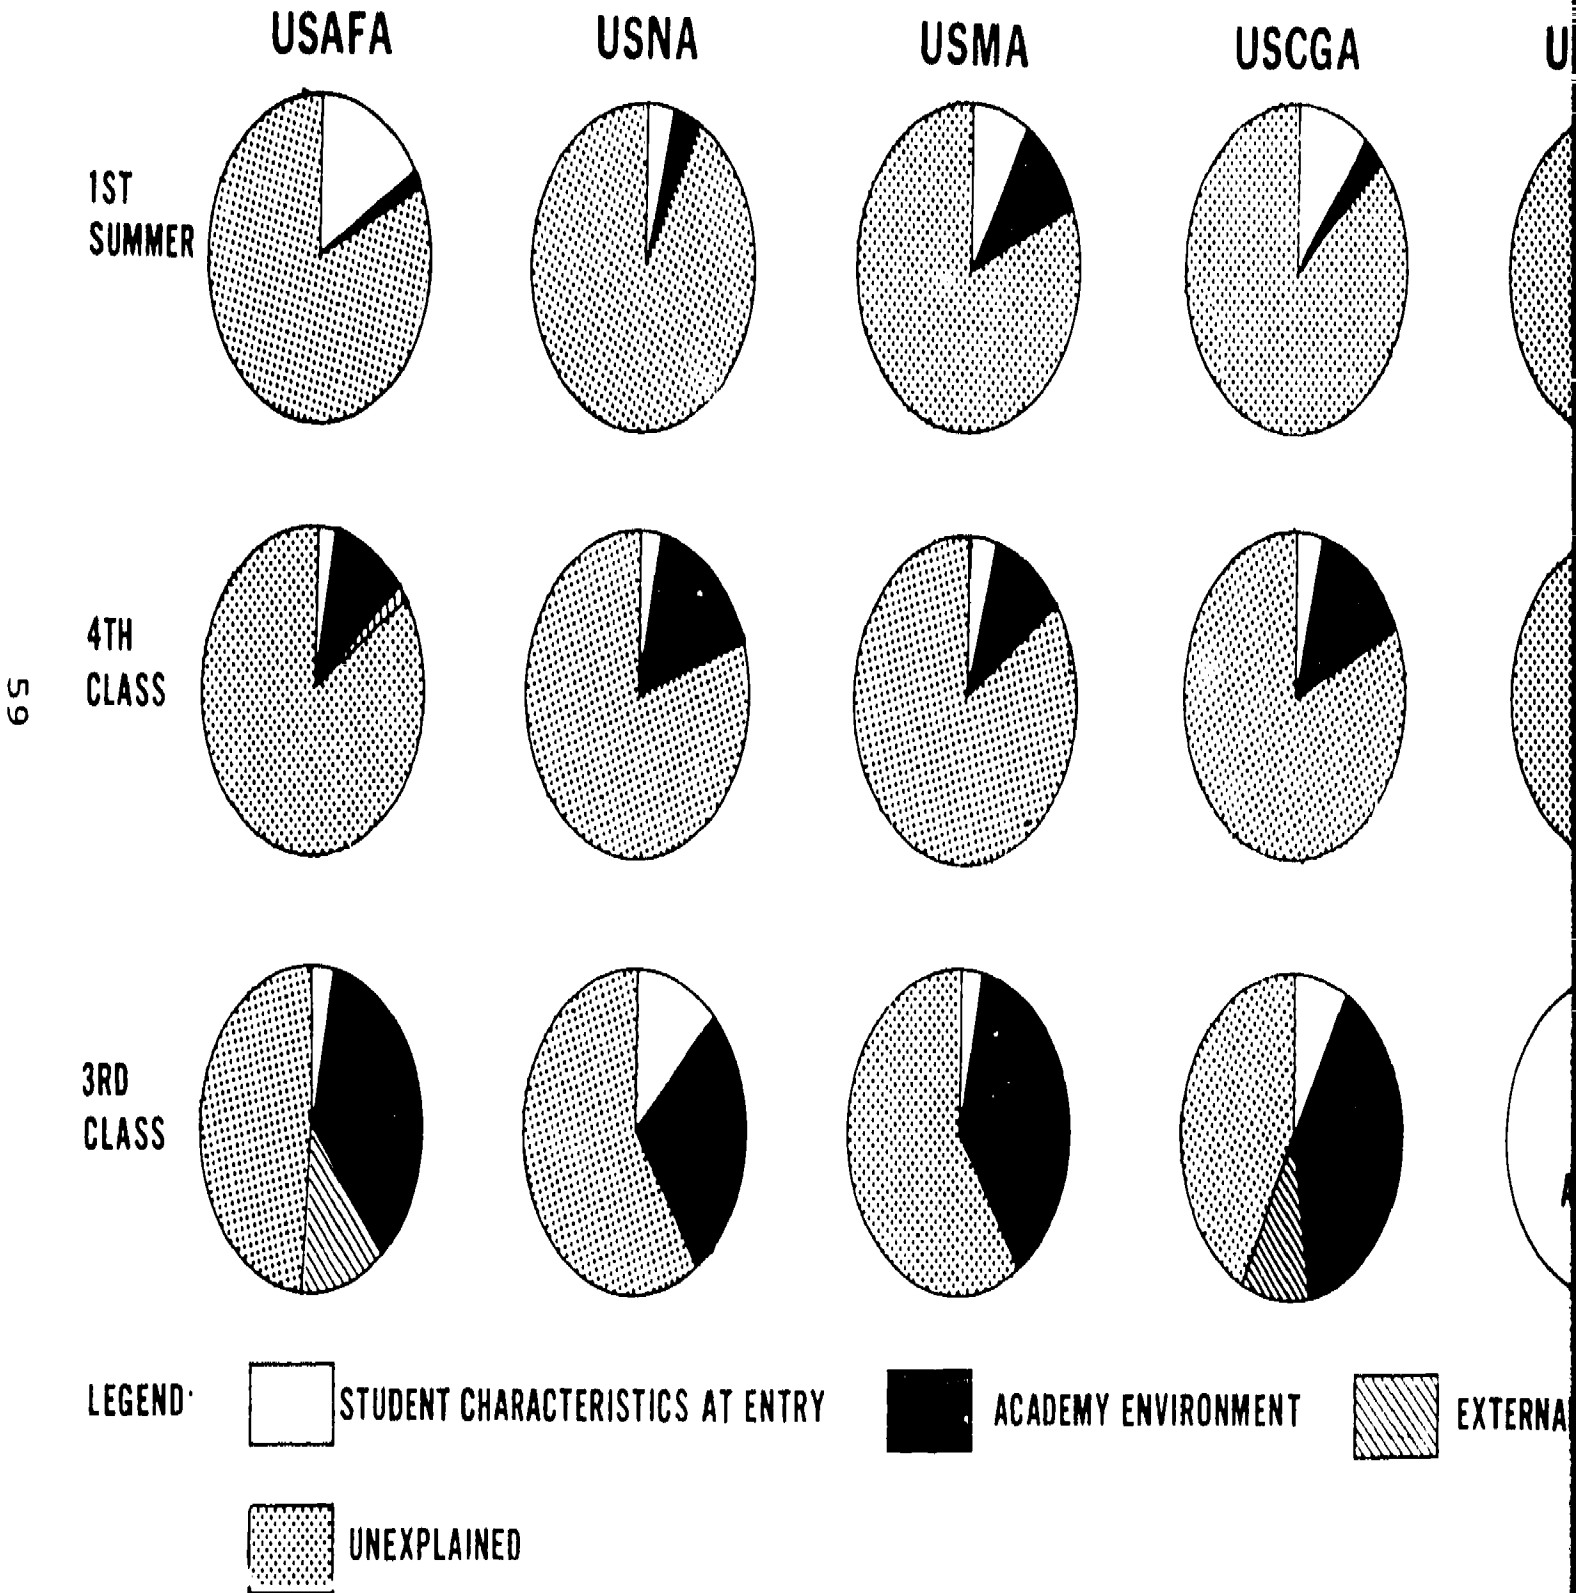 USAFA USNA USMA USCGA U
1ST
SUMMER
4TH
CLASS
59
3RD
CLASS
LEGEND
STUDENT CHARACTERISTICS AT ENTRY
ACADEMY ENVIRONMENT
EXTERNA
UNEXPLAINED